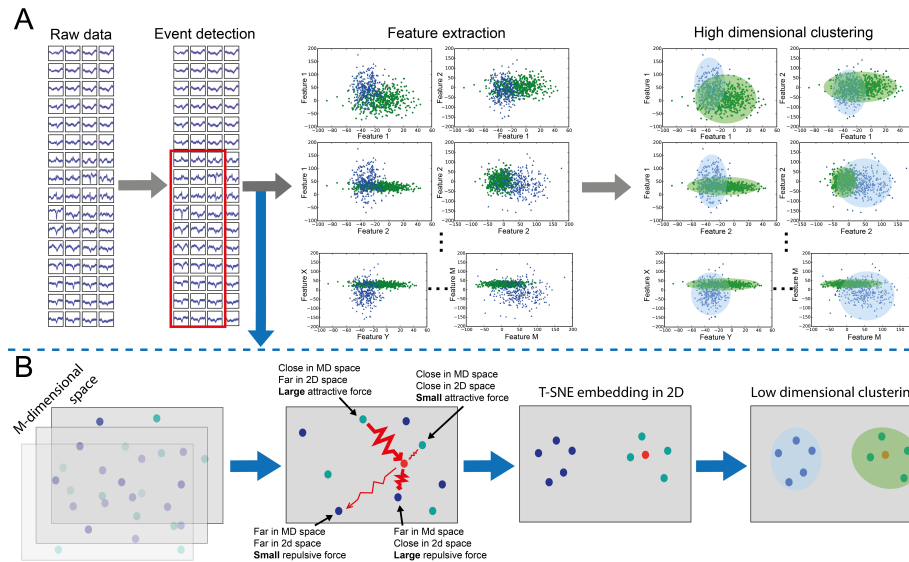 A
Raw data
Event detection
Feature extraction
High dimensional clustering
Feature 1
Feature 1
Feature 2
Feature 1
Feature 1
Feature 1
Feature 2
Feature 1
Feature 1
Feature 2
Feature 2
Feature 2
Feature 1
Feature 2
Feature 2
Feature 2
Feature X
Feature Y
Feature M
Feature M
Feature X
Feature Y
Feature M
Feature M
B
M-dimensional
space
Close in MD space
Far in 2D space
Large attractive force
Close in MD space
Close in 2D space
Small attractive force
Far in MD space
Far in 2d space
Small repulsive force
Far in Md space
Close in 2d space
Large repulsive force
T-SNE embedding in 2D
Low dimensional clustering